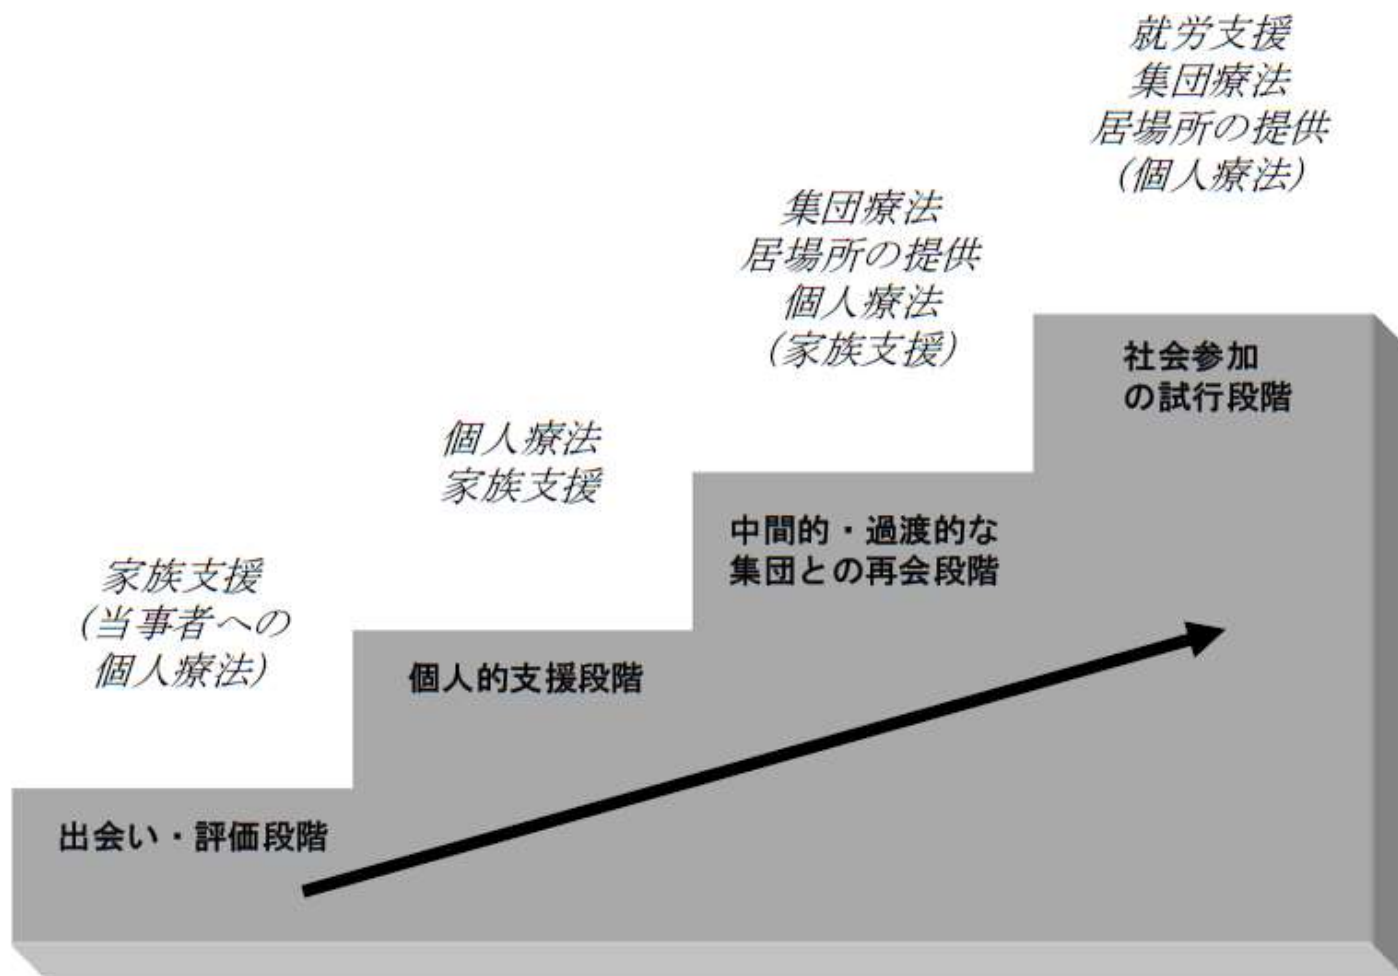 就労支援
集団療法
居場所の提供
(個人療法)
集団療法
居場所の提供
個人療法
(家族支援)
社会参加
の試行段階
個人療法
家族支援
中間的・過渡的な
集団との再会段階
家族支援
(当事者への
個人療法)
個人的支援段階
出会い・評価段階